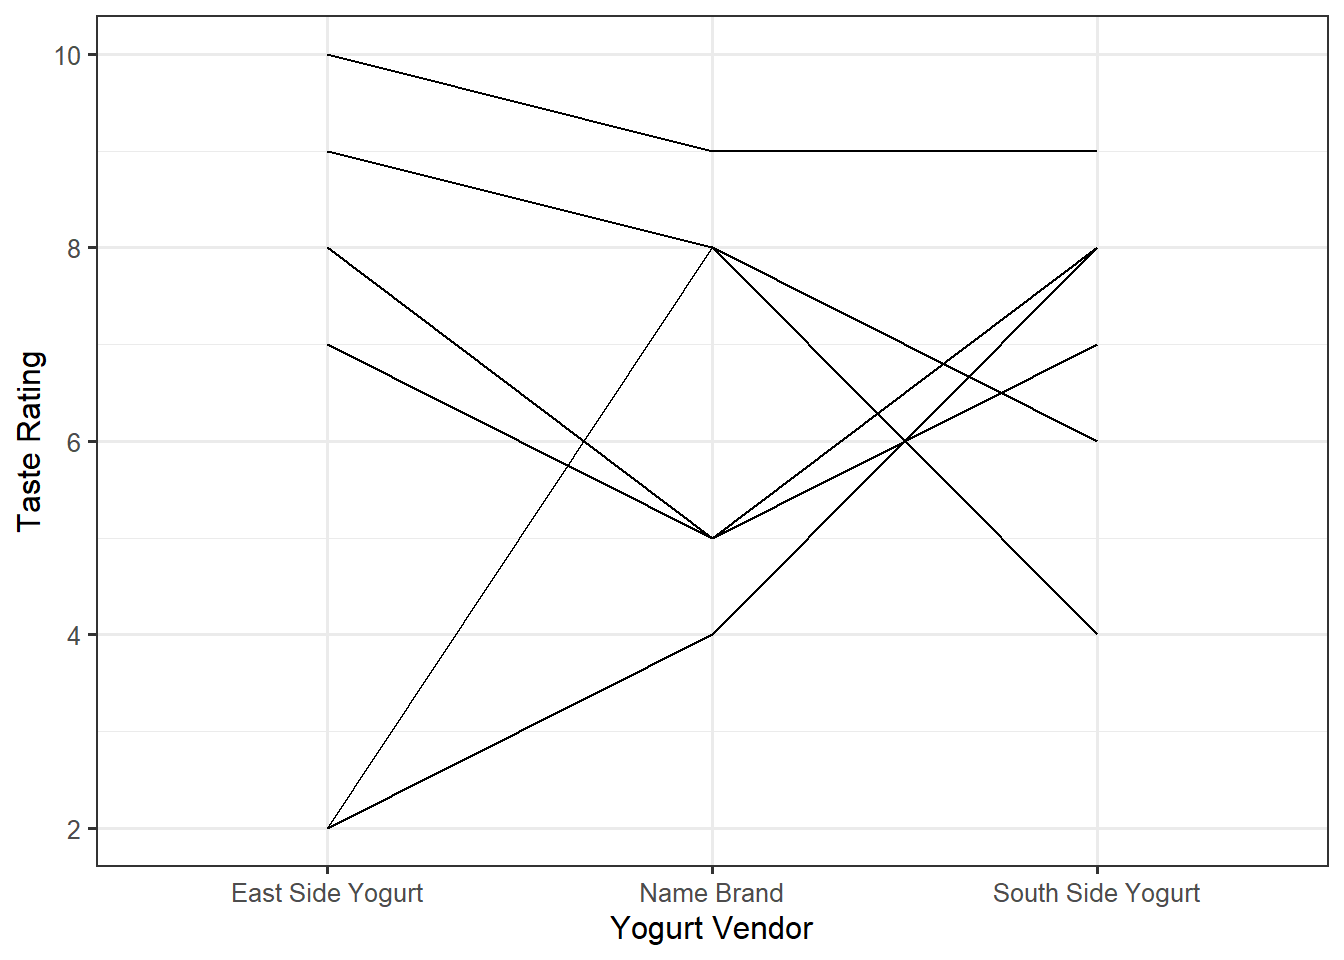 10
8
6
4
2
Taste Rating
East Side Yogurt
Name Brand
South Side Yogurt
Yogurt Vendor